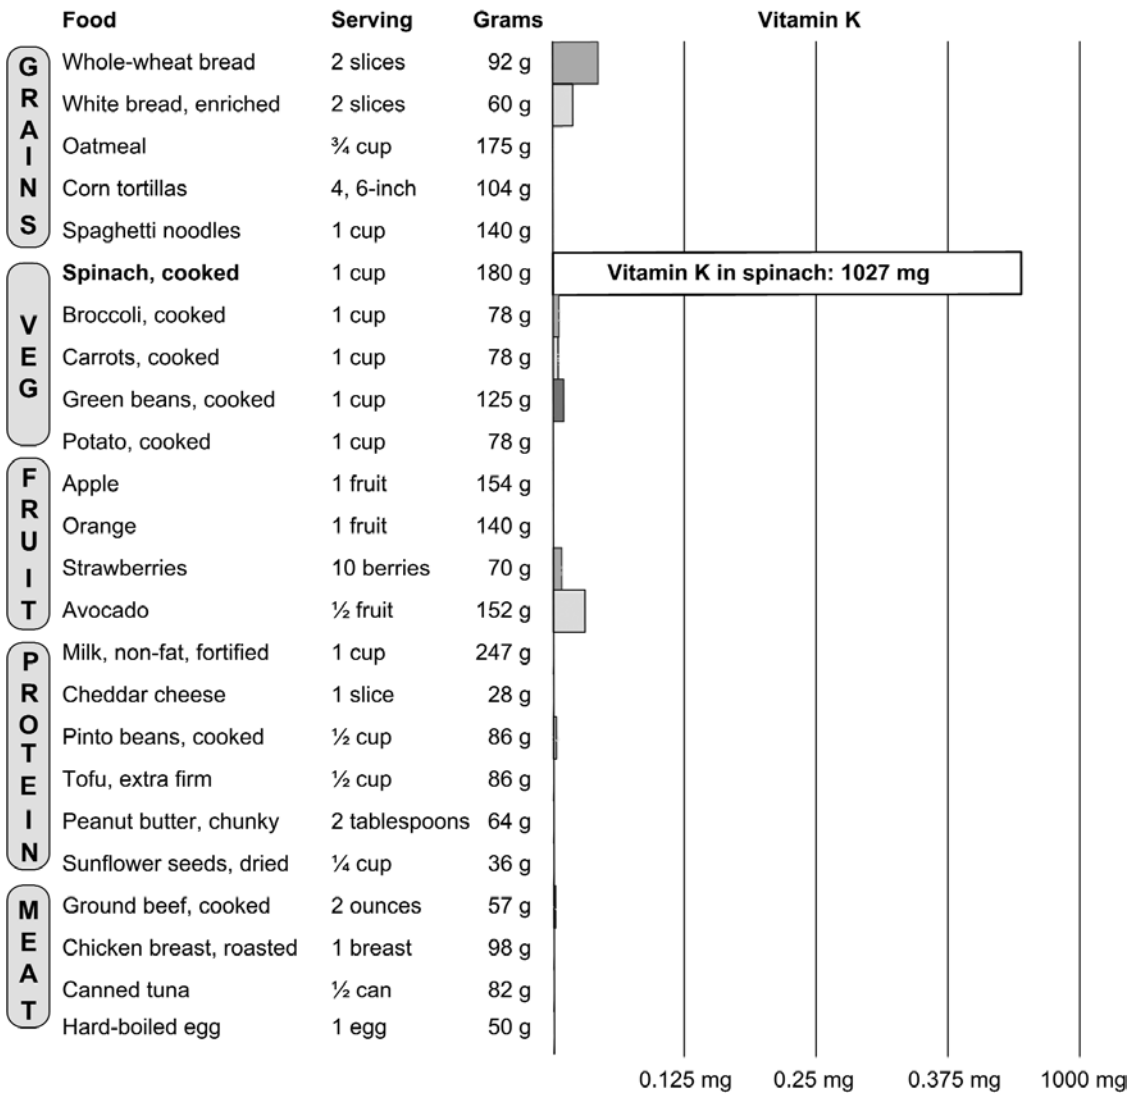 Food Serving Grams Vitamin K
GRAINS
Whole-wheat bread 2 slices 92 g
White bread, enriched 2 slices 60 g
Oatmeal ¾ cup 175 g
Corn tortillas 4, 6-inch 104 g
Spaghetti noodles 1 cup 140 g
VEG
Spinach, cooked 1 cup 180 g Vitamin K in spinach: 1027 mg
Broccoli, cooked 1 cup 78 g
Carrots, cooked 1 cup 78 g
Green beans, cooked 1 cup 125 g
Potato, cooked 1 cup 78 g
FRUIT
Apple 1 fruit 154 g
Orange 1 fruit 140 g
Strawberries 10 berries 70 g
Avocado ½ fruit 152 g
PROTEIN
Milk, non-fat, fortified 1 cup 247 g
Cheddar cheese 1 slice 28 g
Pinto beans, cooked ½ cup 86 g
Tofu, extra firm ½ cup 86 g
Peanut butter, chunky 2 tablespoons 64 g
Sunflower seeds, dried ¼ cup 36 g
MEAT
Ground beef, cooked 2 ounces 57 g
Chicken breast, roasted 1 breast 98 g
Canned tuna ½ can 82 g
Hard-boiled egg 1 egg 50 g
0.125 mg 0.25 mg 0.375 mg 1000 mg